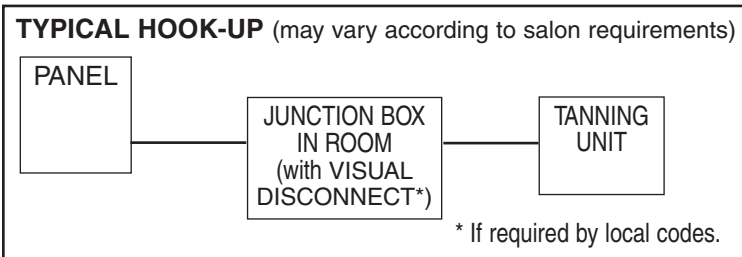 TYPICAL HOOK-UP (may vary according to salon requirements)
PANEL
JUNCTION BOX
IN ROOM
(with VISUAL
DISCONNECT*)
TANNING
UNIT
* If required by local codes.